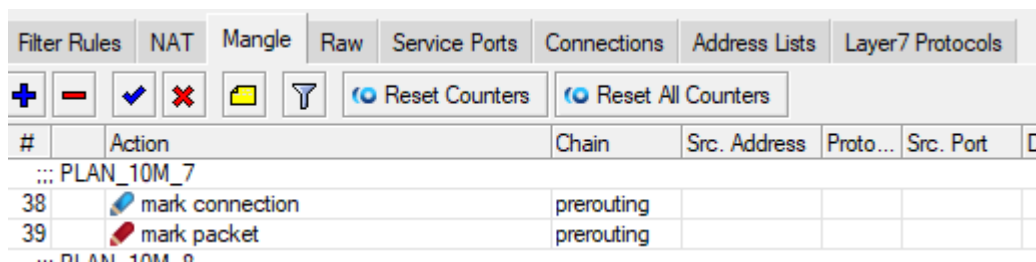 Filter Rules NAT Mangle Raw Service Ports Connections Address Lists Layer7 Protocols
Reset Counters Reset All Counters
# Action Chain Src. Address Proto... Src. Port
;;; PLAN_10M_7
38 mark connection prerouting
39 mark packet prerouting
;;; PLAN_10M_8